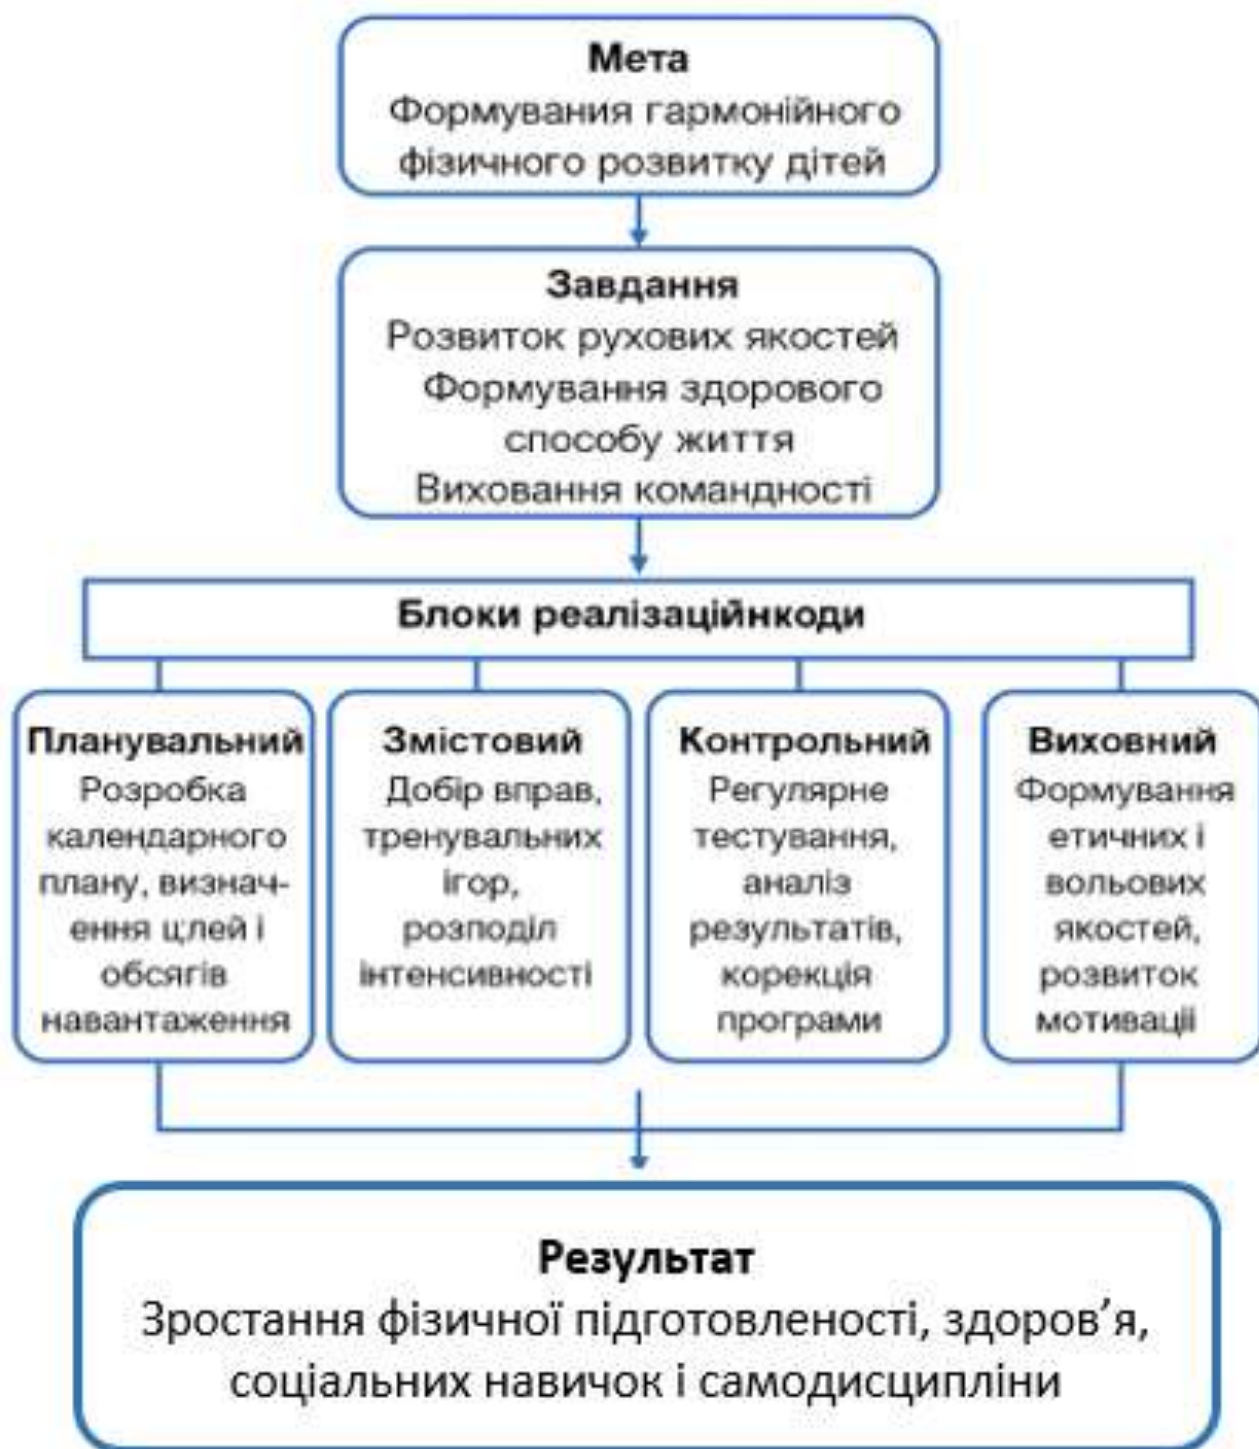 Мета
Формування гармонійного
фізичного розвитку дітей
Завдання
Розвиток рухових якостей
Формування здорового
способу життя
Виховання командності
Блоки реалізаційнкоди
Планувальний
Розробка
календарного
плану, визнач-
ення цлей і
обсягів
навантаження
Змістовий
Добір вправ,
тренувальних
ігор,
розподіл
інтенсивності
Контрольний
Регулярне
тестування,
аналіз
результатів,
корекція
програми
Виховний
Формування
етичних і
вольових
якостей,
розвиток
мотивації
Результат
Зростання фізичної підготовленості, здоров’я,
соціальних навичок і самодисципліни